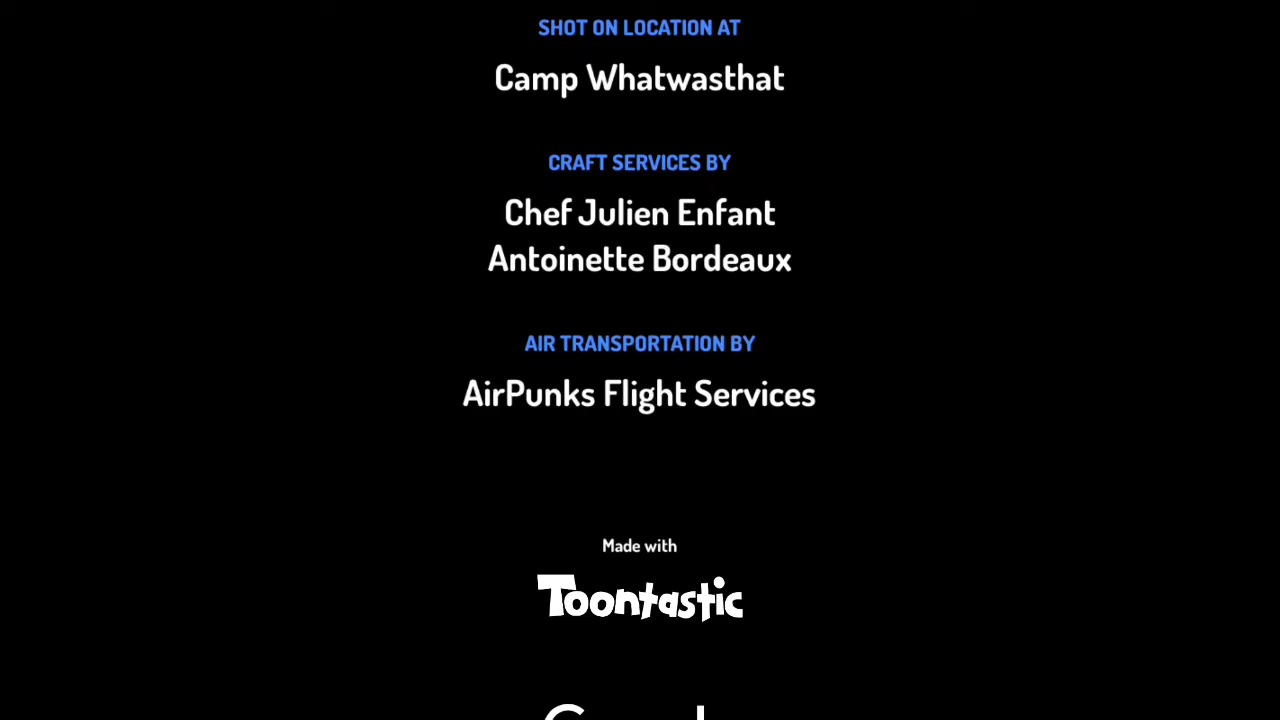 SHOT ON LOCATION AT
Camp Whatwasthat
CRAFT SERVICES BY
Chef Julien Enfant
Antoinette Bordeaux
AIR TRANSPORTATION BY
AirPunks Flight Services
Made with
Toontastic